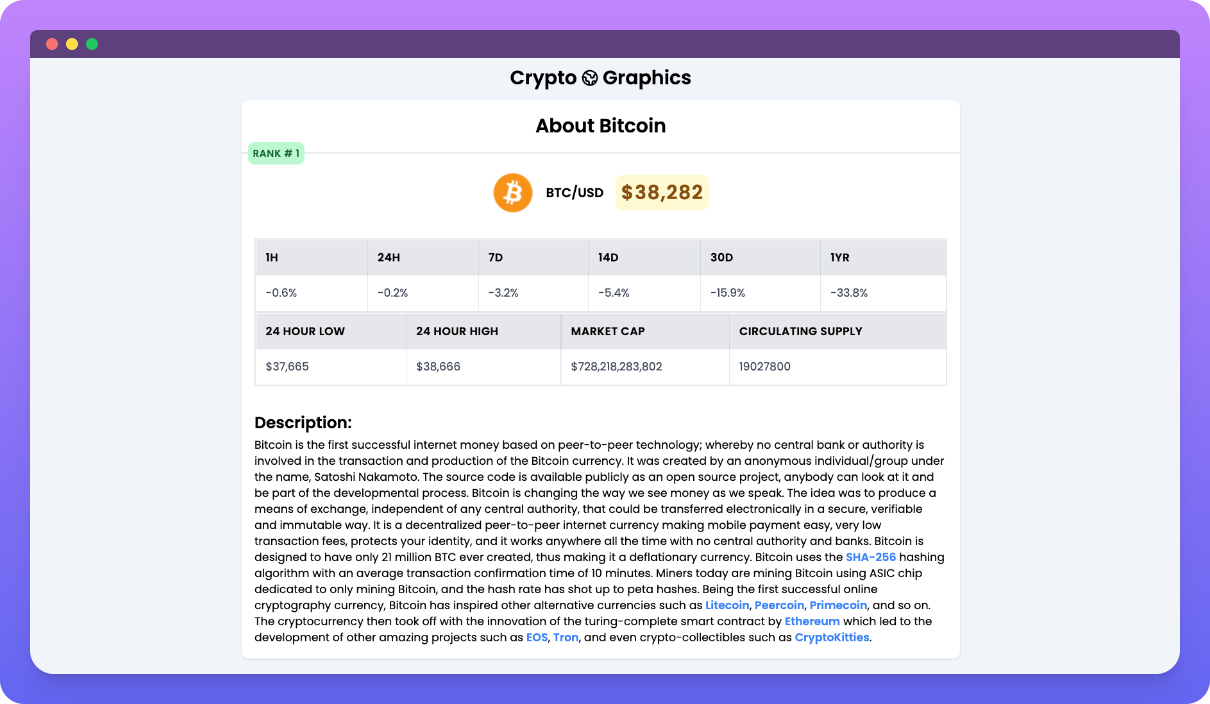 Crypto Graphics
About Bitcoin
RANK # 1
BTC/USD $38,282
1H 24H 7D 14D 30D 1YR
-0.6% -0.2% -3.2% -5.4% -15.9% -33.8%
24 HOUR LOW 24 HOUR HIGH MARKET CAP CIRCULATING SUPPLY
$37,665 $38,666 $728,218,283,802 19027800
Description:
Bitcoin is the first successful internet money based on peer-to-peer technology; whereby no central bank or authority is
involved in the transaction and production of the Bitcoin currency. It was created by an anonymous individual/group under
the name, Satoshi Nakamoto. The source code is available publicly as an open source project, anybody can look at it and
be part of the developmental process. Bitcoin is changing the way we see money as we speak. The idea was to produce a
means of exchange, independent of any central authority, that could be transferred electronically in a secure, verifiable
and immutable way. It is a decentralized peer-to-peer internet currency making mobile payment easy, very low
transaction fees, protects your identity, and it works anywhere all the time with no central authority and banks. Bitcoin is
designed to have only 21 million BTC ever created, thus making it a deflationary currency. Bitcoin uses the SHA-256 hashing
algorithm with an average transaction confirmation time of 10 minutes. Miners today are mining Bitcoin using ASIC chip
dedicated to only mining Bitcoin, and the hash rate has shot up to peta hashes. Being the first successful online
cryptography currency, Bitcoin has inspired other alternative currencies such as Litecoin, Peercoin, Primecoin, and so on.
The cryptocurrency then took off with the innovation of the turing-complete smart contract by Ethereum which led to the
development of other amazing projects such as EOS, Tron, and even crypto-collectibles such as CryptoKitties.